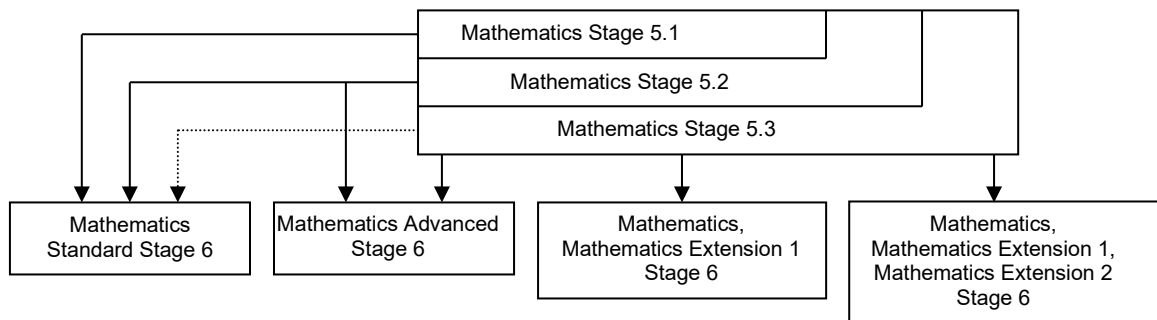 Mathematics Stage 5.1
Mathematics Stage 5.2
Mathematics Stage 5.3
Mathematics
Standard Stage 6
Mathematics Advanced
Stage 6
Mathematics,
Mathematics Extension 1
Stage 6
Mathematics,
Mathematics Extension 1,
Mathematics Extension 2
Stage 6